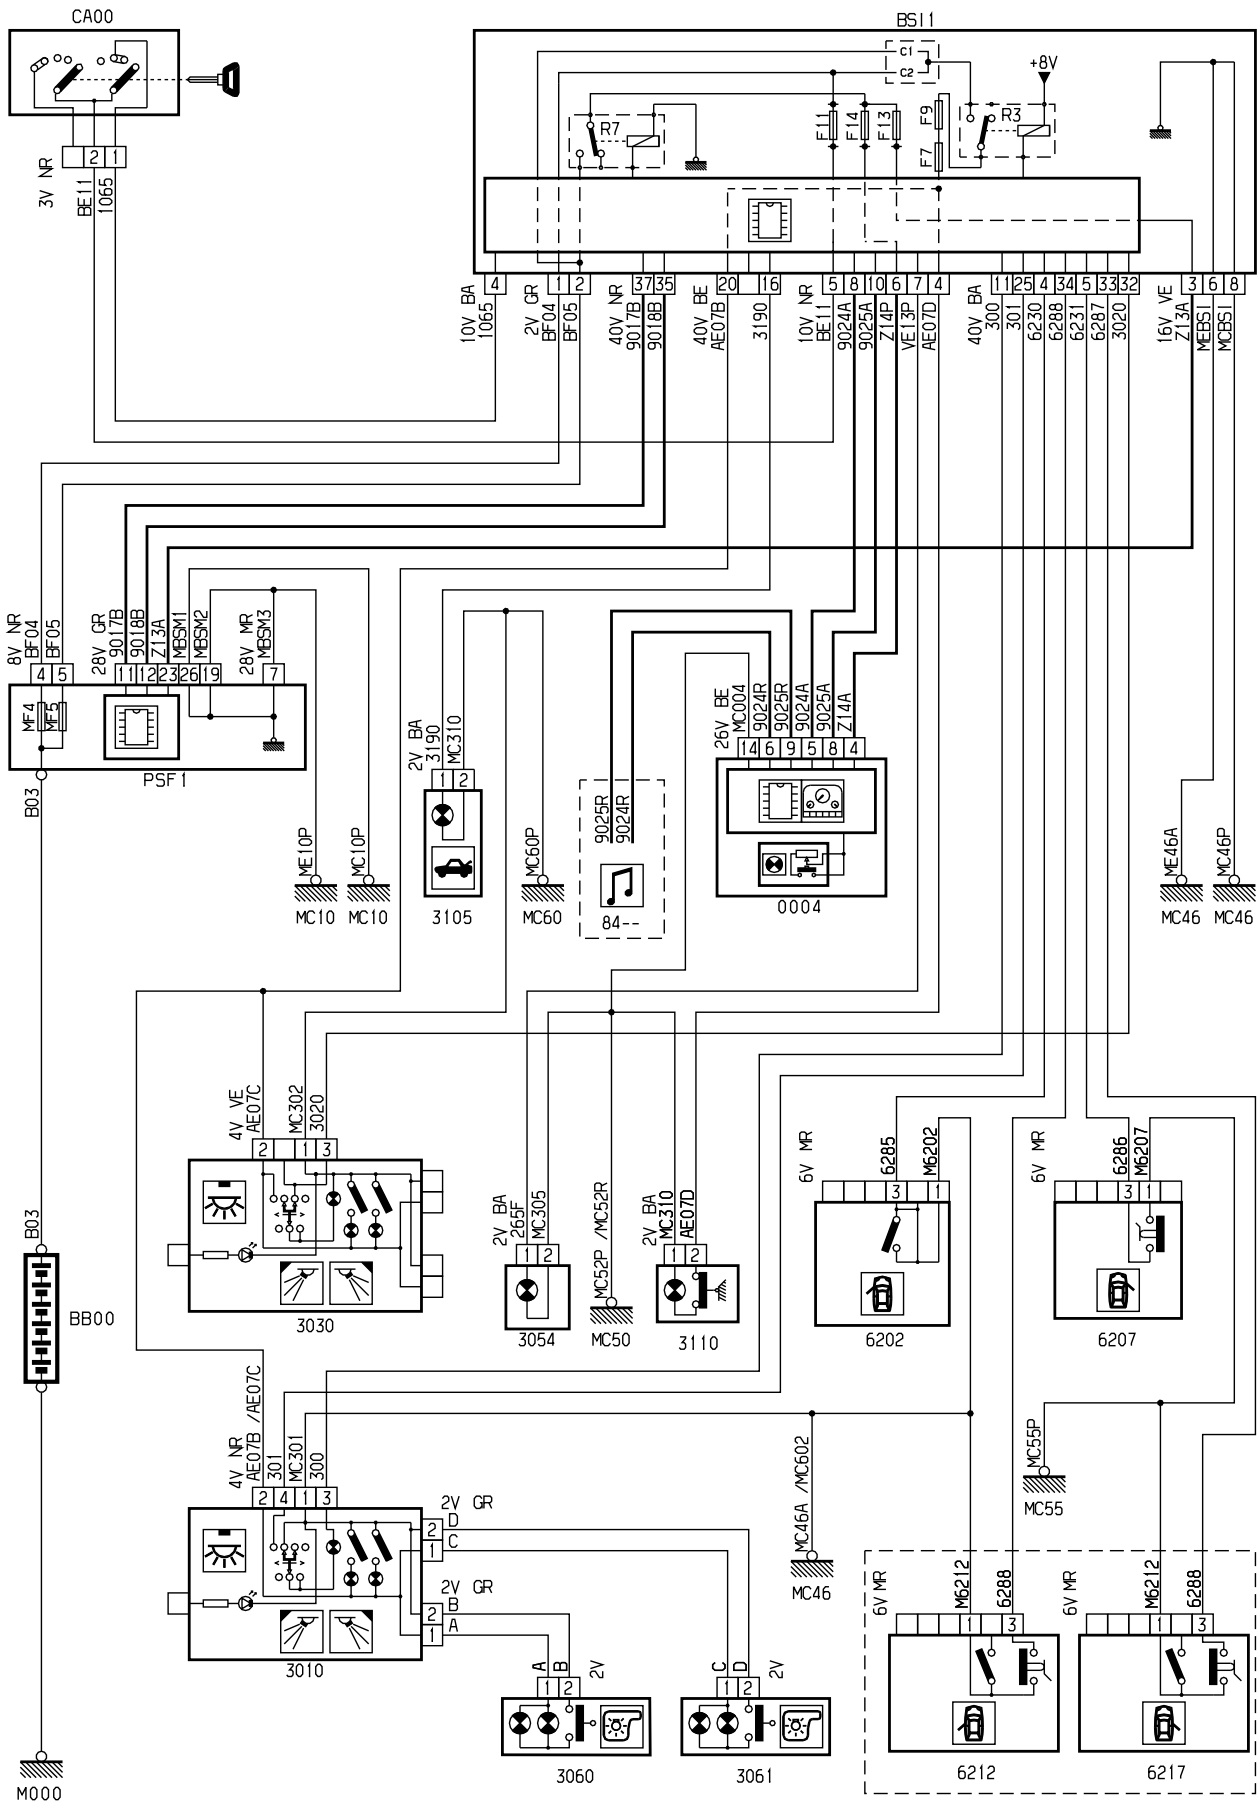 CA00
BSI1
C1
C2
+8V
R7
F11
F14
F13
F9
F7
R3
2 1
3V NR
BE11
1065
4
1 2
37 35
20 16
5 8 10 6 7 4
11 25 4 34 5 33 32
3 6 8
10V BA
1065
2V GR
BF04
BF05
40V NR
9017B
9018B
40V BE
AE07B
3190
10V NR
BE11
9024A
9025A
Z14P
VE13P
AE07D
40V BA
300
301
6230
6288
6231
6287
3020
16V VE
Z13A
MEBSI
MCBSI
8V NR
BF04
BF05
28V GR
9017B
9018B
Z13A
MBSM1
MBSM2
28V MR
MBSM3
4 5
11 12 23 26 19
7
MF4
MF5
PSF1
B03
ME10P
MC10P
MC10
MC10
2V BA
3190
MC310
1 2
3105
MC60P
MC60
9025R
9024R
84--
26V BE
MC004
9024R
9025R
9024A
9025A
Z14A
14 6 9 5 8 4
0004
ME46A
MC46P
MC46
MC46
4V VE
AE07C
MC302
3020
2 1 3
3030
2V BA
265F
MC305
1 2
3054
MC52P /MC52R
MC50
2V BA
MC310
AE07D
1 2
3110
6V MR
6285
M6202
3 1
6202
6V MR
6286
M6207
3 1
6207
B03
BB00
4V NR
AE07B /AE07C
301
MC301
300
2 4 1 3
3010
2V GR
2 D
1 C
2V GR
2 B
1 A
MC46A /MC602
MC46
MC55P
MC55
A
B
2V
1 2
3060
C
D
2V
1 2
3061
6V MR
M6212
6288
1 3
6212
6V MR
M6212
6288
1 3
6217
M000